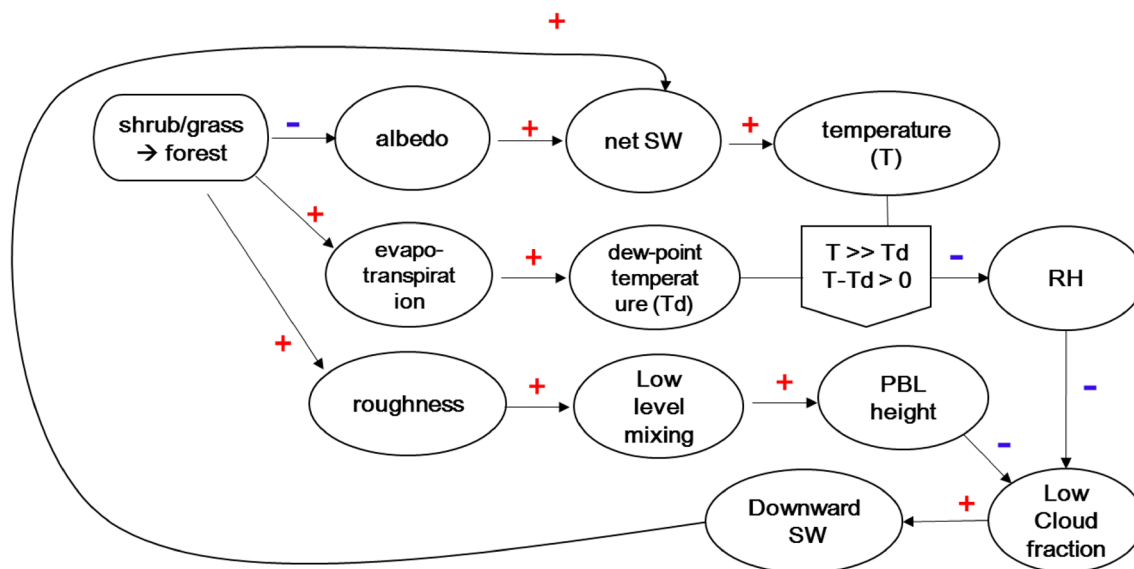 +
shrub/grass
→ forest
-
albedo
+
net SW
+
temperature
(T)
+
evapo-
transpirat
ion
+
dew-point
temperat
ure (Td)
T >> Td
T-Td > 0
-
RH
+
roughness
+
Low
level
mixing
+
PBL
height
-
-
Downward
SW
+
Low
Cloud
fraction